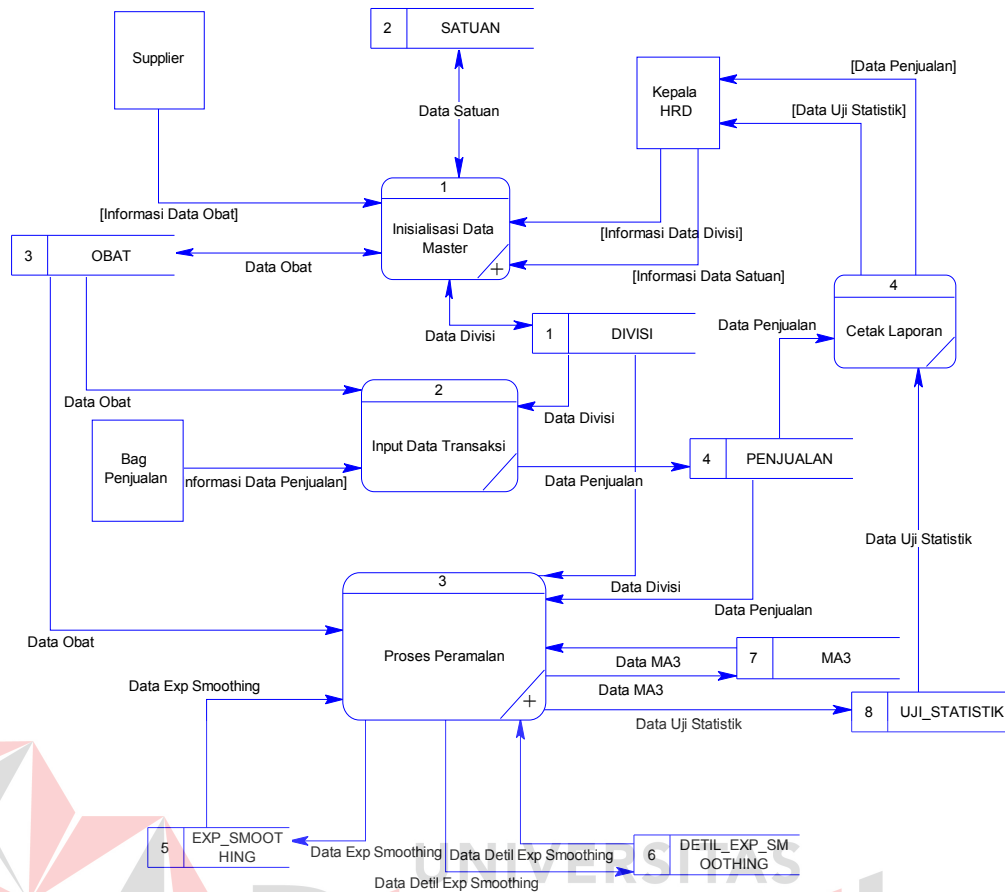 2 SATUAN
Supplier
Kepala
HRD
[Data Penjualan]
[Data Uji Statistik]
Data Satuan
1
Inisialisasi Data
Master
+
[Informasi Data Obat]
[Informasi Data Divisi]
[Informasi Data Satuan]
3 OBAT
Data Obat
4
Cetak Laporan
Data Penjualan
Data Divisi
1 DIVISI
2
Input Data Transaksi
Data Obat
Data Divisi
Bag
Penjualan
nformasi Data Penjualan]
Data Penjualan
4 PENJUALAN
Data Uji Statistik
3
Proses Peramalan
+
Data Divisi
Data Penjualan
Data Obat
Data MA3
7 MA3
Data MA3
Data Exp Smoothing
Data Uji Statistik
8 UJI_STATISTIK
5 EXP_SMOOT
HING
Data Exp Smoothing
Data Detil Exp Smoothing
6 DETIL_EXP_SM
OOTHING
Data Detil Exp Smoothing
UNIVERSITAS